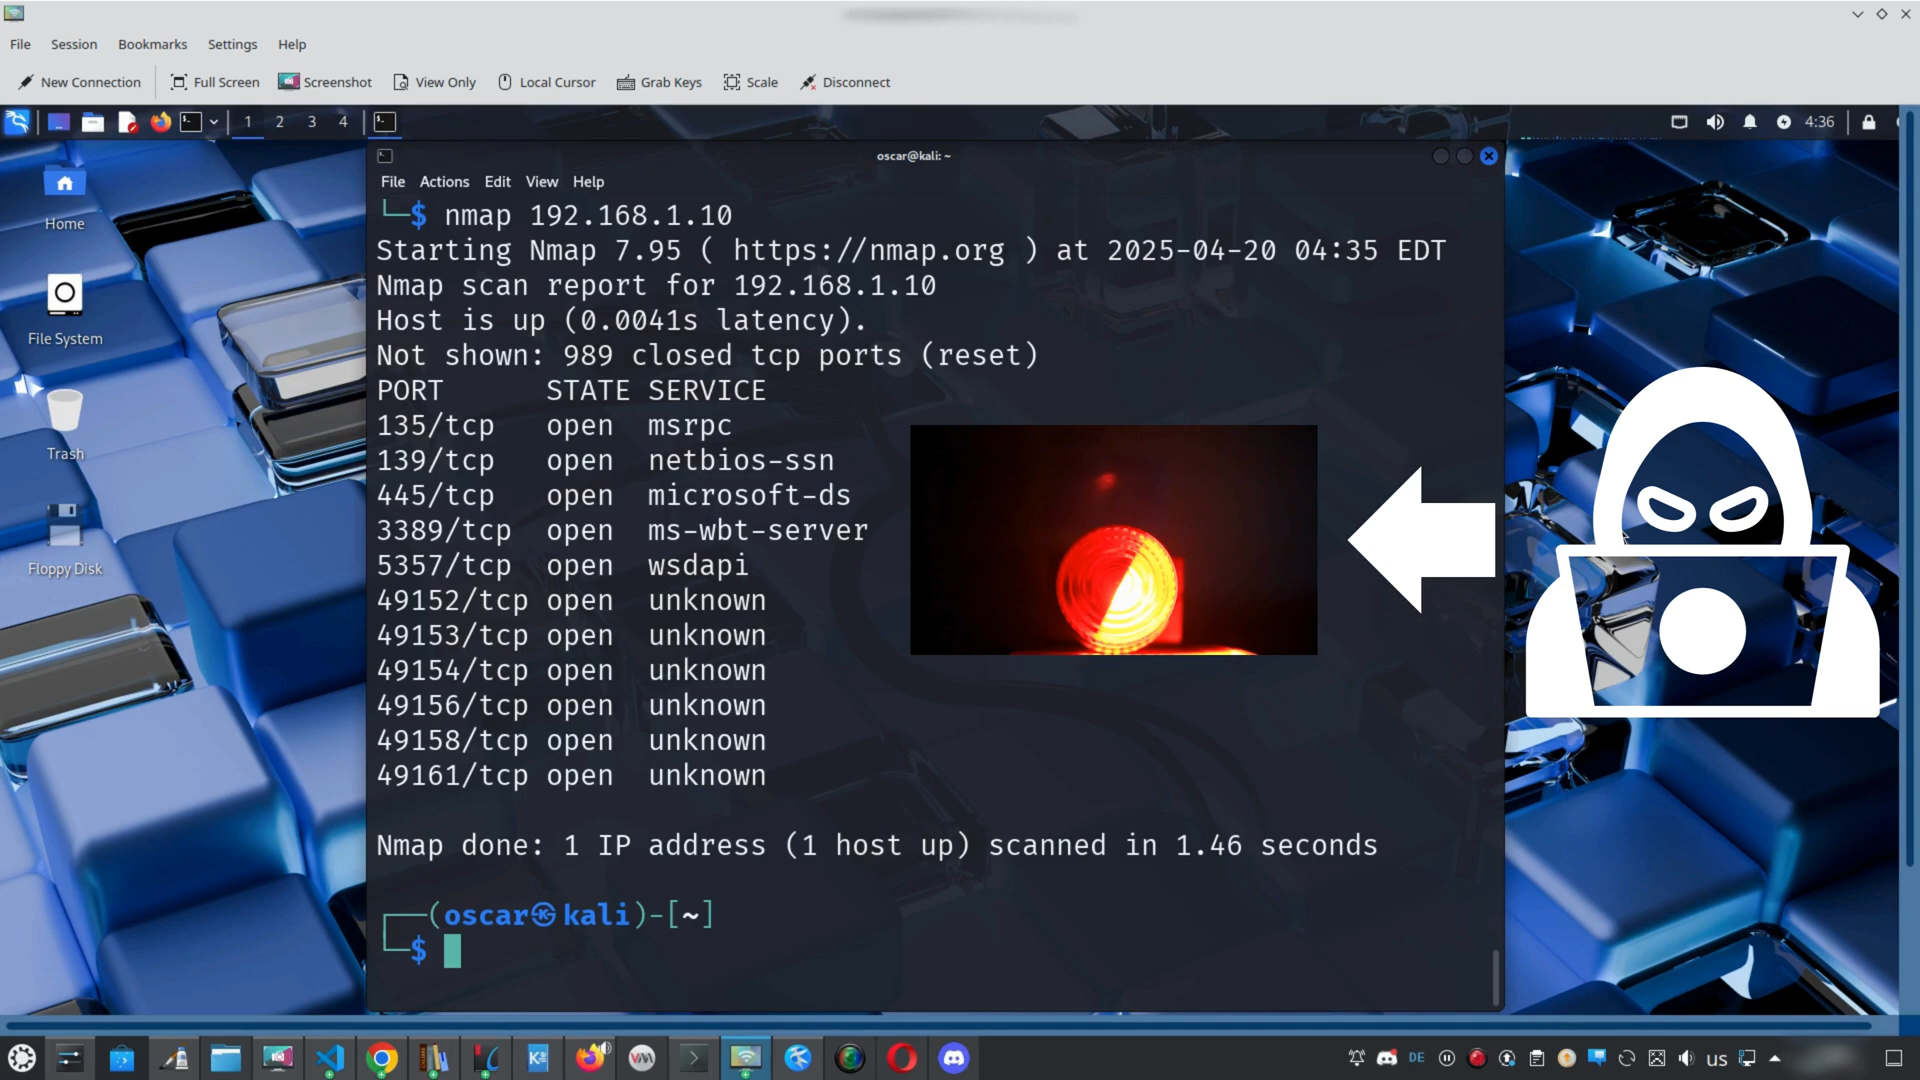 File Session Bookmarks Settings Help
New Connection Full Screen Screenshot View Only Local Cursor Grab Keys Scale Disconnect
1 2 3 4 4:36
oscar@kali: ~
File Actions Edit View Help
Home
File System
Trash
Floppy Disk
└─$ nmap 192.168.1.10
Starting Nmap 7.95 ( https://nmap.org ) at 2025-04-20 04:35 EDT
Nmap scan report for 192.168.1.10
Host is up (0.0041s latency).
Not shown: 989 closed tcp ports (reset)
PORT      STATE SERVICE
135/tcp   open  msrpc
139/tcp   open  netbios-ssn
445/tcp   open  microsoft-ds
3389/tcp  open  ms-wbt-server
5357/tcp  open  wsdapi
49152/tcp open  unknown
49153/tcp open  unknown
49154/tcp open  unknown
49156/tcp open  unknown
49158/tcp open  unknown
49161/tcp open  unknown
Nmap done: 1 IP address (1 host up) scanned in 1.46 seconds
┌──(oscar㉿kali)-[~]
└─$
DE us